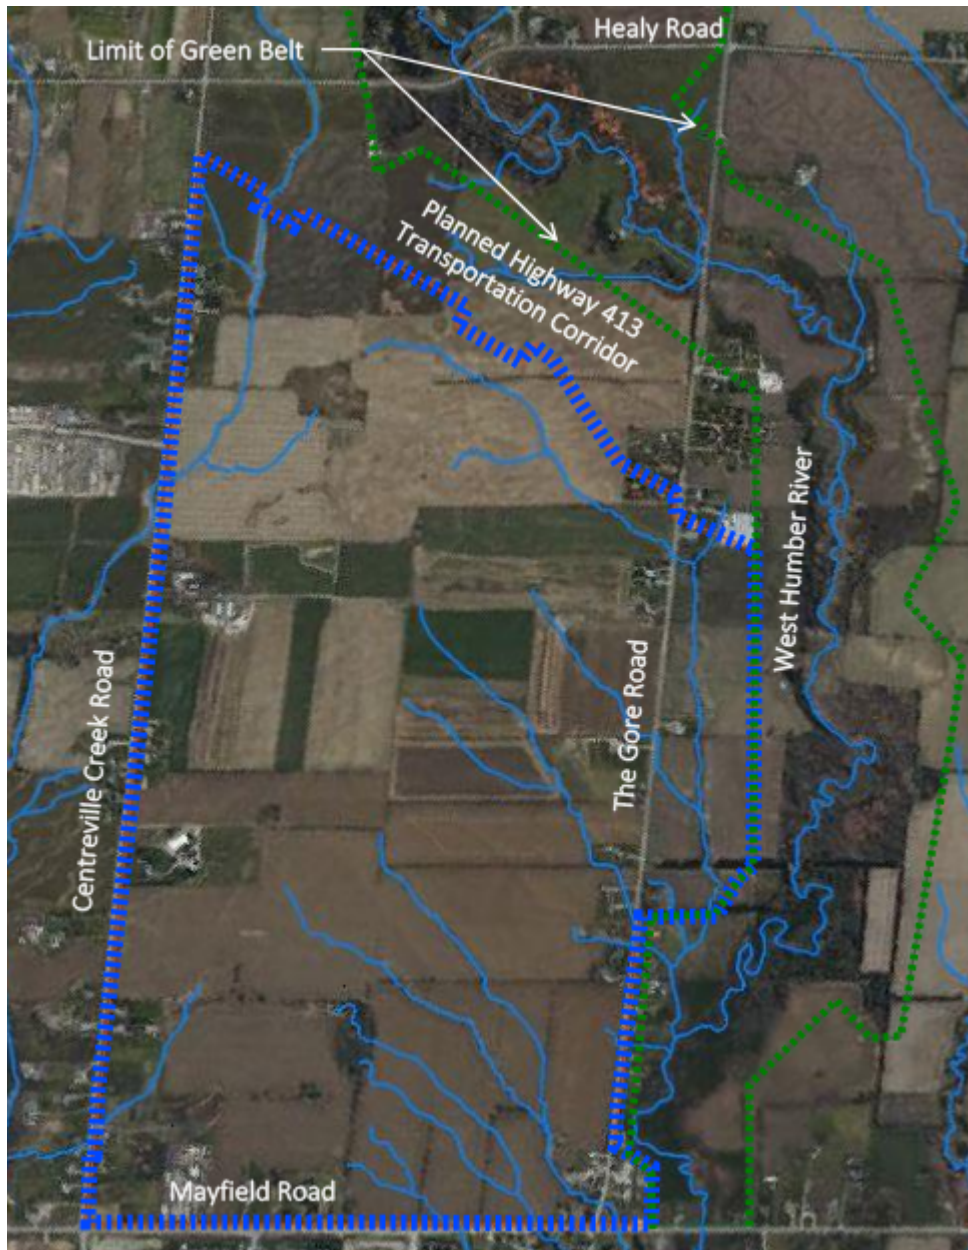 Healy Road
Limit of Green Belt
Planned Highway 413
Transportation Corridor
West Humber River
The Gore Road
Centreville Creek Road
Mayfield Road